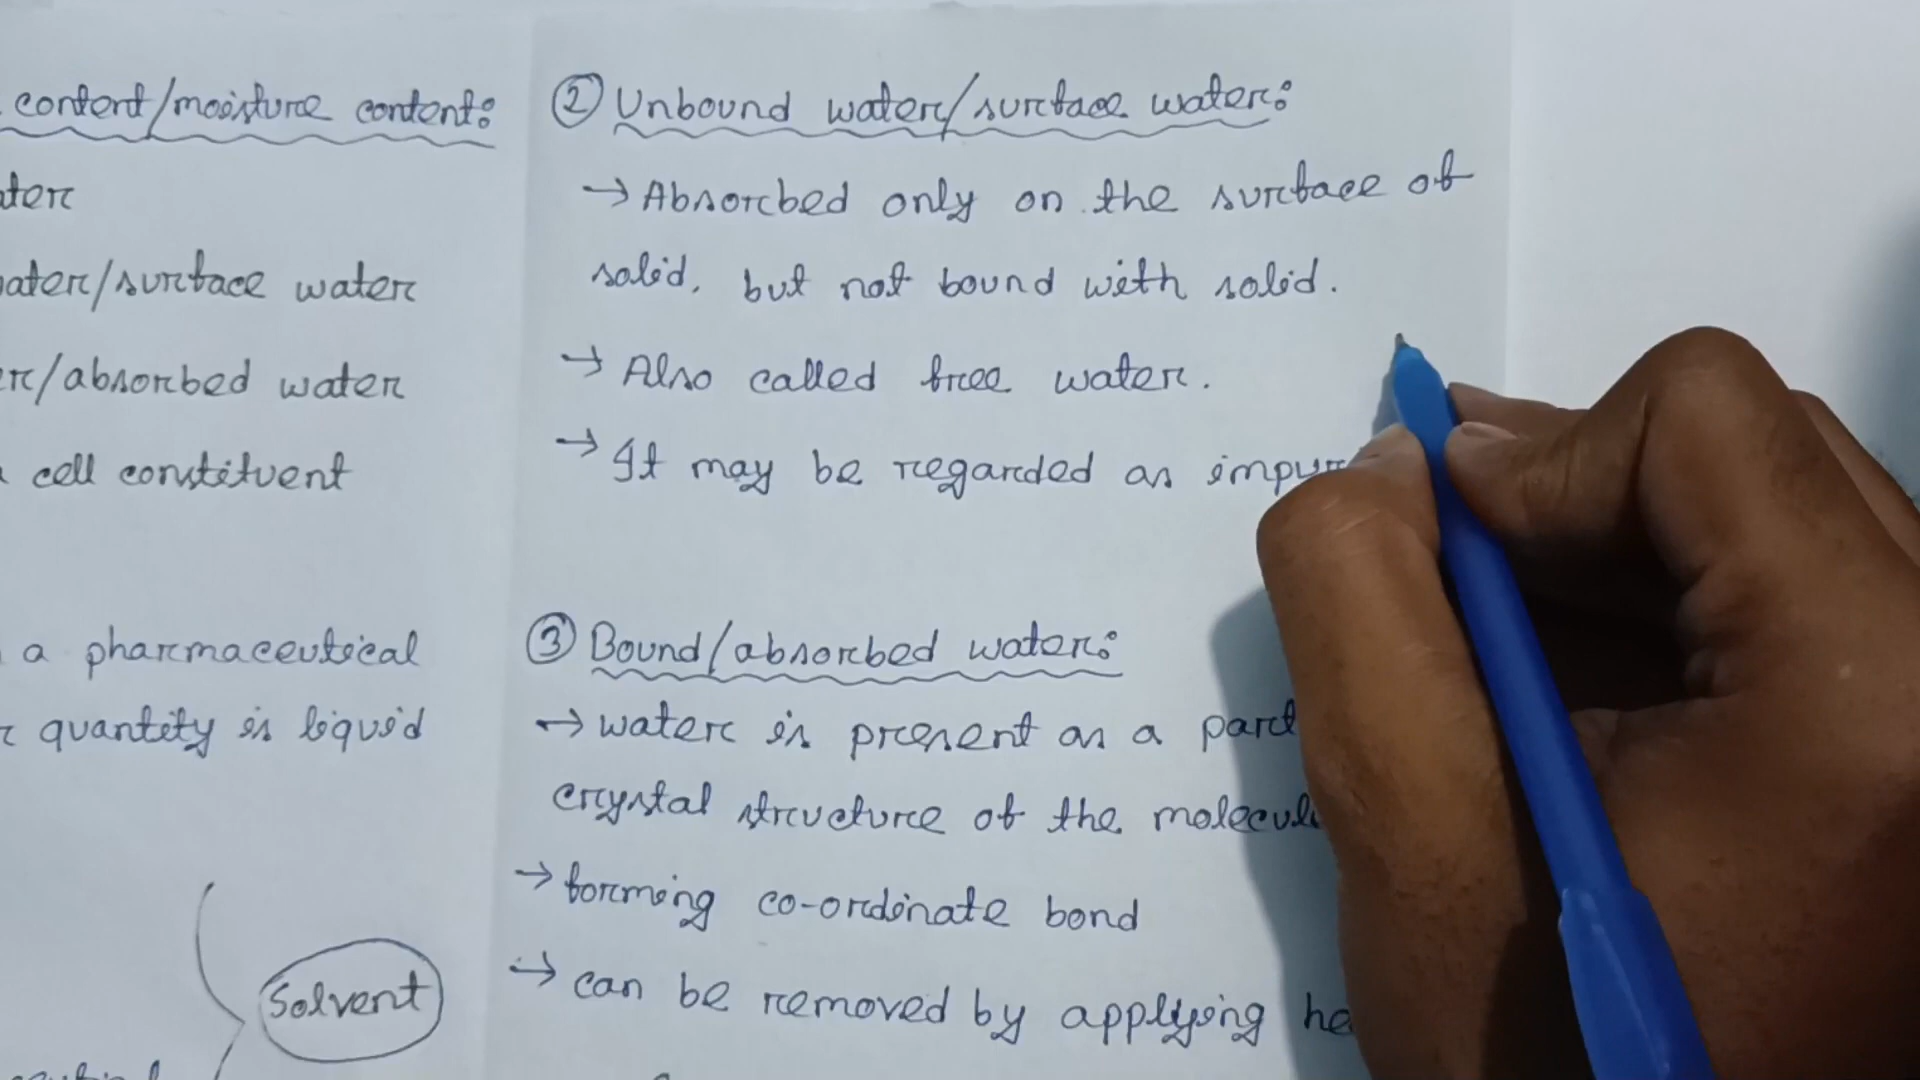 content/moisture content:
water/surface water
/absorbed water
cell constituent
a pharmaceutical
quantity is liquid
Solvent
② Unbound water/surface water:
→ Absorbed only on the surface of
solid, but not bound with solid.
→ Also called free water.
→ It may be regarded as
③ Bound/absorbed water:
→ water is present as a part
crystal structure of the
→ forming co-ordinate bond
→ can be removed by applying